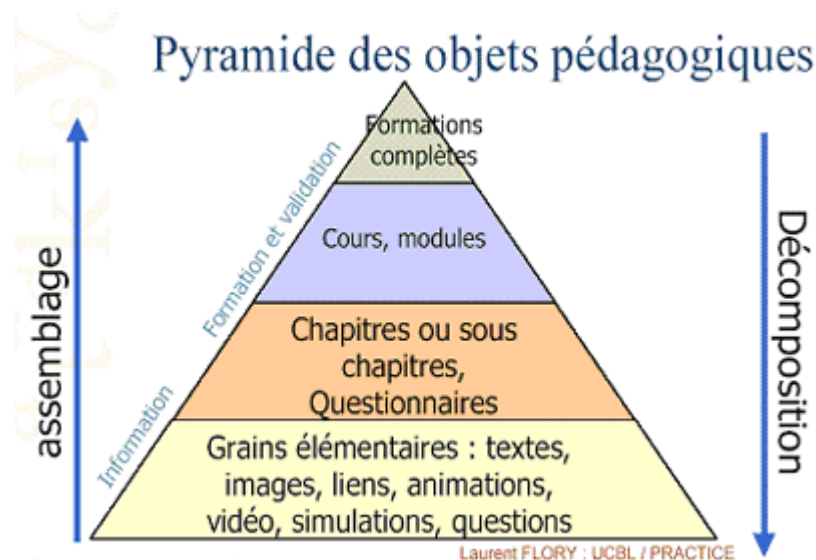 Pyramide des objets pédagogiques
Formations
complètes
Cours, modules
Chapitres ou sous
chapitres,
Questionnaires
Grains élémentaires : textes,
images, liens, animations,
vidéo, simulations, questions
assemblage
Information
Formation et validation
Décomposition
Laurent FLORY : UCBL / PRACTICE